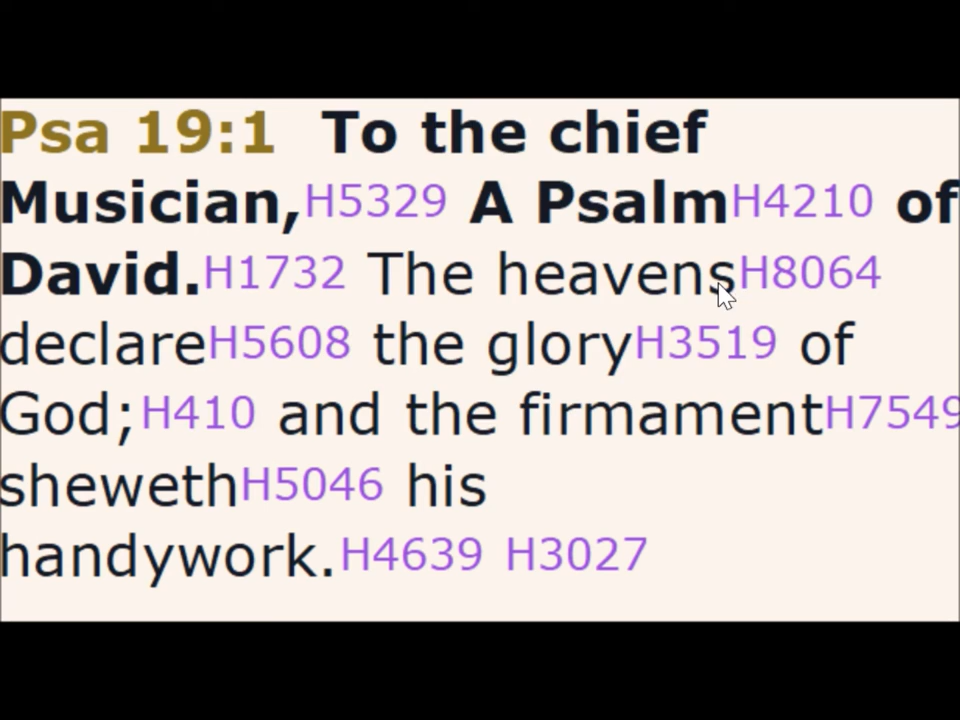 Psa 19:1 To the chief
Musician,H5329 A PsalmH4210 of
David.H1732 The heavensH8064
declareH5608 the gloryH3519 of
God;H410 and the firmamentH7549
shewethH5046 his
handywork.H4639 H3027